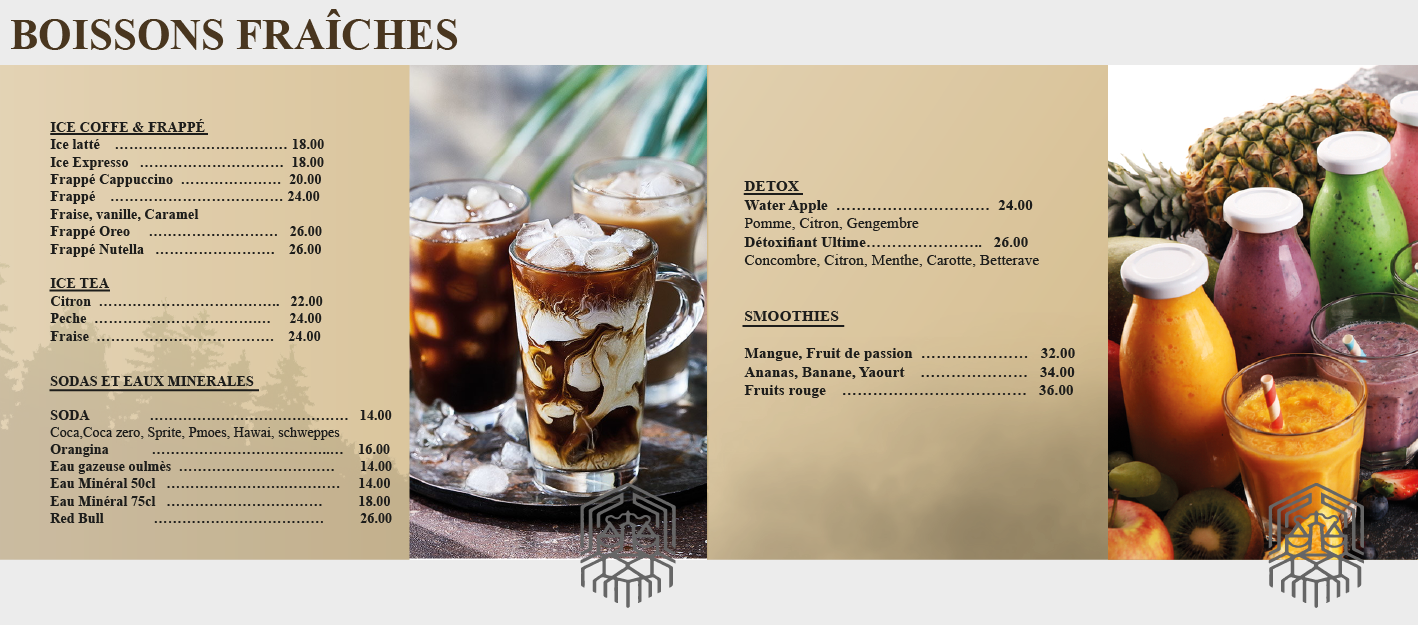 BOISSONS FRAÎCHES
ICE COFFE & FRAPPÉ
Ice latté ........................................ 18.00
Ice Expresso ................................. 18.00
Frappé Cappuccino ...................... 20.00
Frappé ........................................ 24.00
Fraise, vanille, Caramel
Frappé Oreo ............................. 26.00
Frappé Nutella .......................... 26.00
ICE TEA
Citron ......................................... 22.00
Peche ........................................ 24.00
Fraise ........................................ 24.00
SODAS ET EAUX MINERALES
SODA ............................................. 14.00
Coca,Coca zero, Sprite, Pmoes, Hawai, schweppes
Orangina ..................................................... 16.00
Eau gazeuse oulmès ................................... 14.00
Eau Minéral 50cl ....................................... 14.00
Eau Minéral 75cl ................................... 18.00
Red Bull ....................................... 26.00
DETOX
Water Apple .................................. 24.00
Pomme, Citron, Gengembre
Détoxifiant Ultime.......................... 26.00
Concombre, Citron, Menthe, Carotte, Betterave
SMOOTHIES
Mangue, Fruit de passion ........................ 32.00
Ananas, Banane, Yaourt ........................ 34.00
Fruits rouge ......................................... 36.00